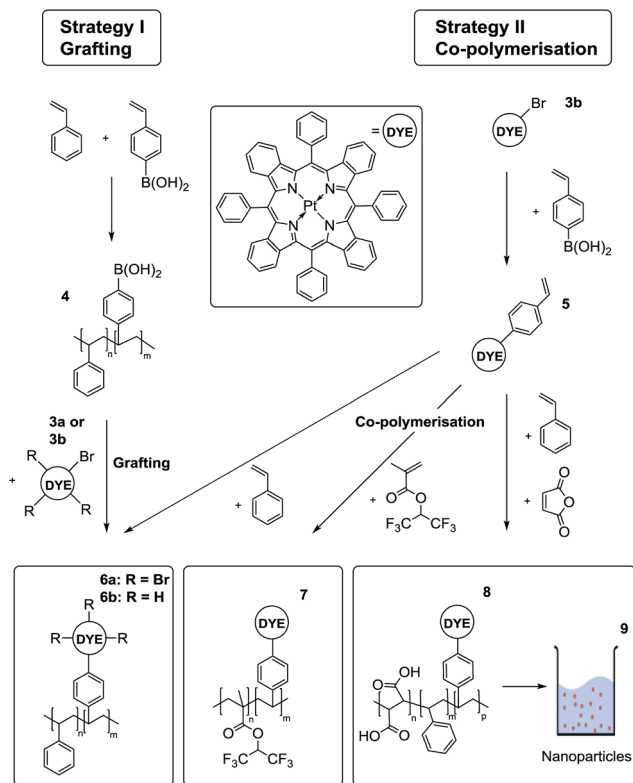 Strategy I
Grafting
Strategy II
Co-polymerisation
+
B(OH)2
= DYE
N
N
Pt
N
N
Br
3b
DYE
+
B(OH)2
4
B(OH)2
n
m
5
DYE
3a or
3b
R
Br
+
DYE
R
R
Grafting
Co-polymerisation
+
+
O
O
F3C
CF3
+
+
O
O
O
6a: R = Br
6b: R = H
R
R
DYE
R
n
m
7
DYE
n
m
O
O
F3C
CF3
8
DYE
O
OH
n
m
p
O
HO
9
Nanoparticles